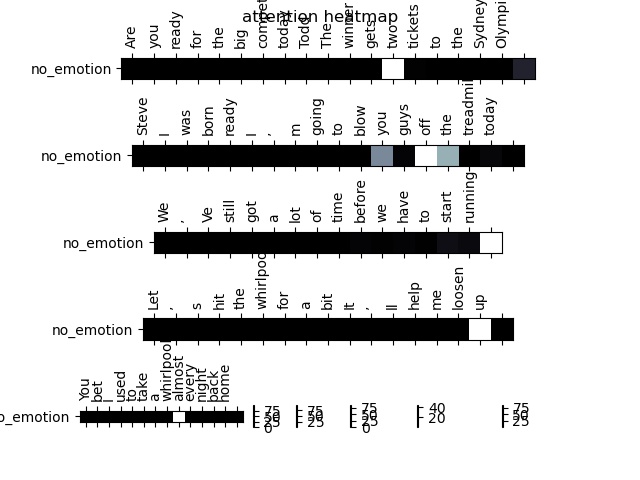 attention heatmap
Are you ready for the big today The winner gets two tickets to the Sydney Olympi
no_emotion
Steve I was born ready I , m going to blow you guys off the treadmil today
no_emotion
We , Ve still got a lot of time before we have to start running
no_emotion
Let , s hit the whirlpool for a bit It , ll help me loosen up
no_emotion
You bet I used to take a whirlpool almost every night back home
no_emotion
75 75 75 40 75
50 50 50 20 50
25 25 25 25
0 0